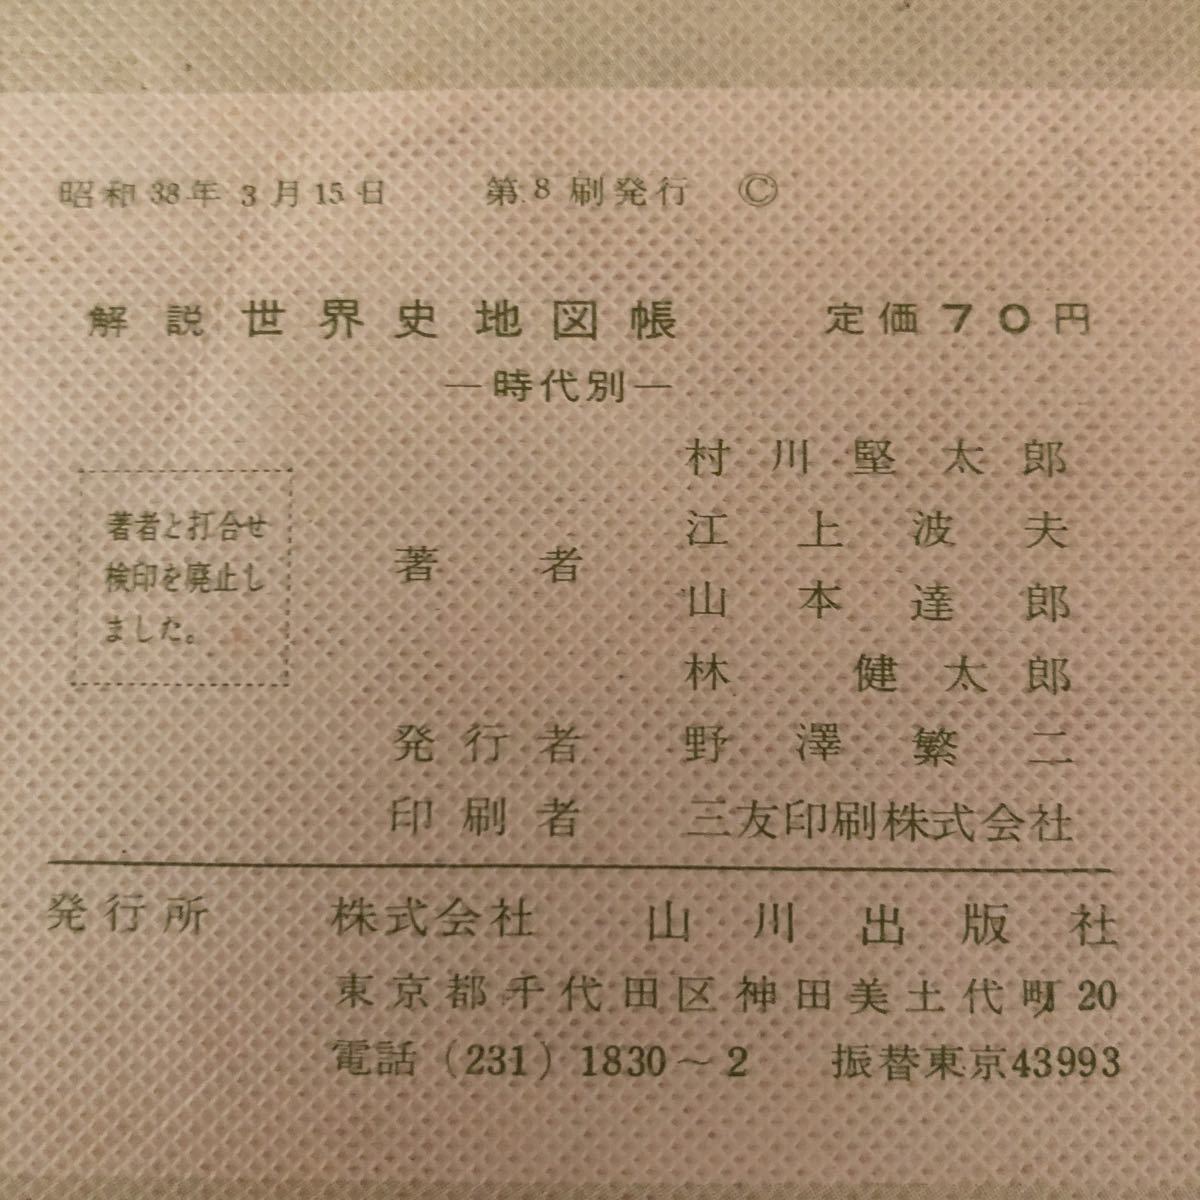 昭和38年3月15日 第8刷発行 ©
解説 世界史地図帳 定価70円
―時代別―
著者と打合せ
検印を廃止し
ました。
著者
村川堅太郎
江上波夫
山本達郎
林健太郎
発行者 野澤繁二
印刷者 三友印刷株式会社
発行所 株式会社 山川出版社
東京都千代田区神田美土代町20
電話（231）1830～2 振替東京43993